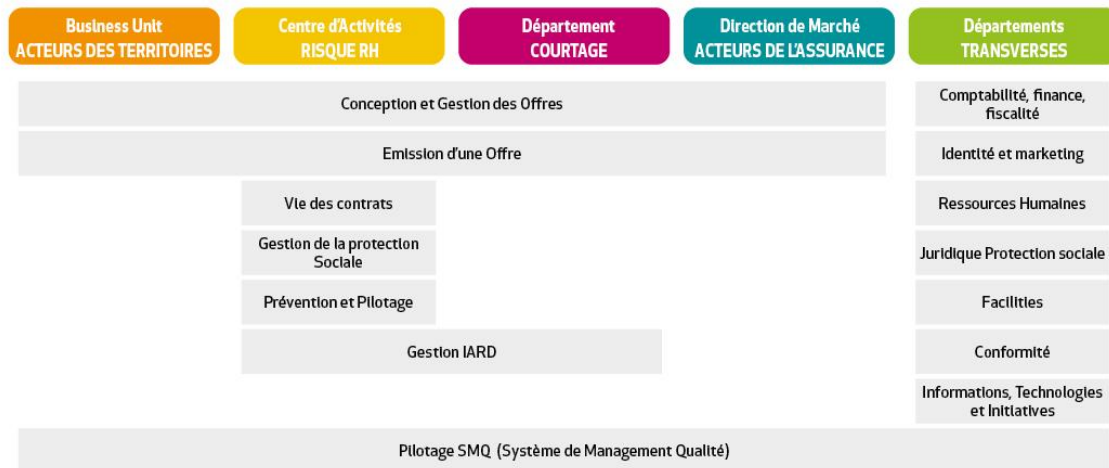 Business Unit
ACTEURS DES TERRITOIRES
Centre d'Activités
RISQUE RH
Département
COURTAGE
Direction de Marché
ACTEURS DE L'ASSURANCE
Départements
TRANSVERSES
Conception et Gestion des Offres
Comptabilité, finance,
fiscalité
Emission d'une Offre
Identité et marketing
Vie des contrats
Ressources Humaines
Gestion de la protection
Sociale
Juridique Protection sociale
Prévention et Pilotage
Facilities
Gestion IARD
Conformité
Informations, Technologies
et Initiatives
Pilotage SMQ (Système de Management Qualité)